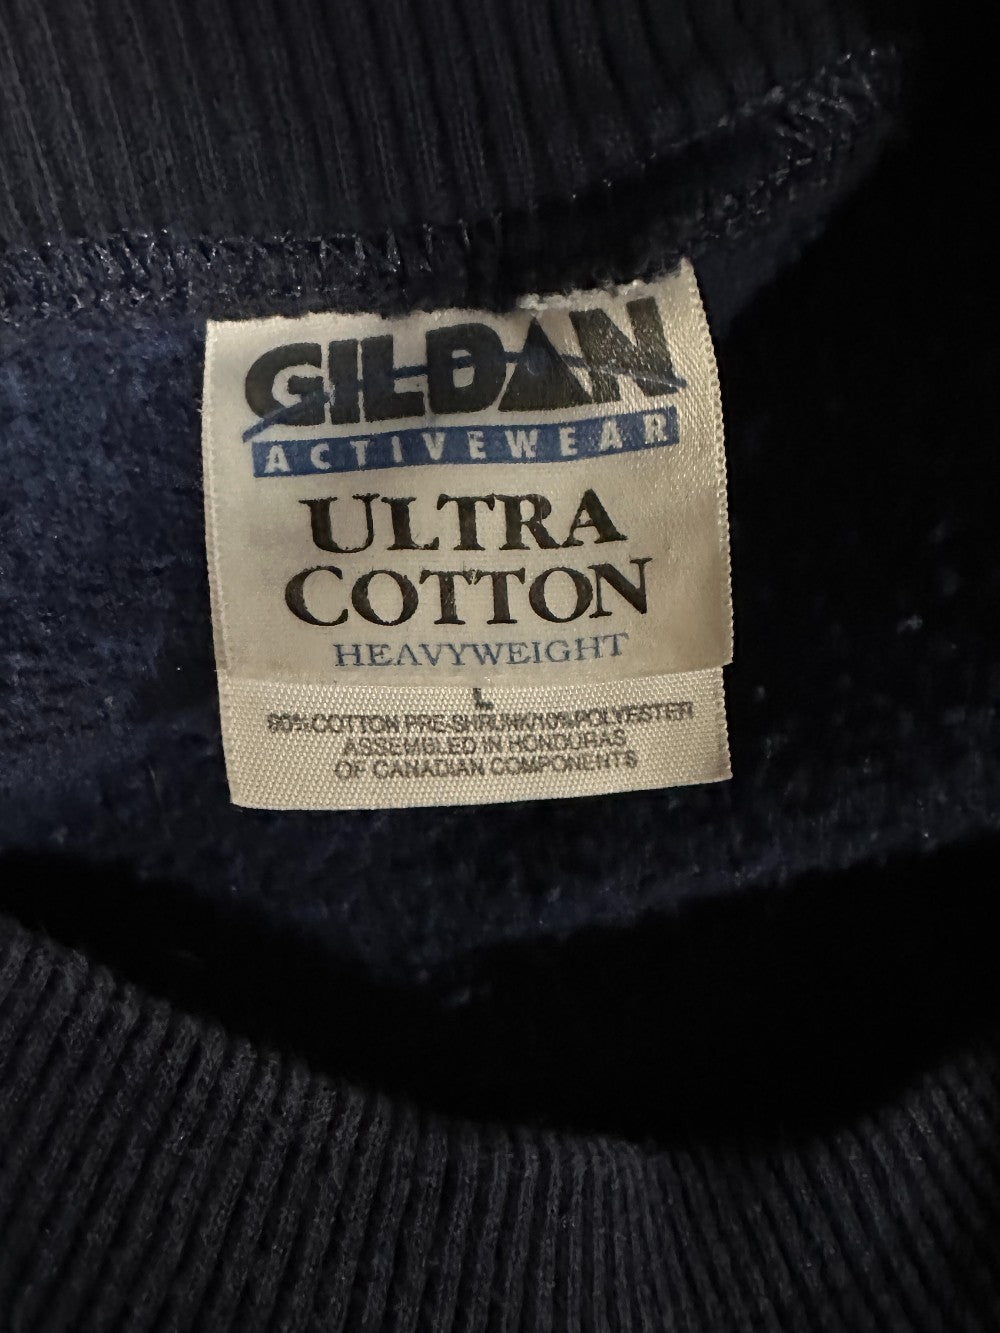 GILDAN
ACTIVEWEAR
ULTRA
COTTON
HEAVYWEIGHT
L
90%COTTON PRE-SHRUNK/10%POLYESTER
ASSEMBLED IN HONDURAS
OF CANADIAN COMPONENTS